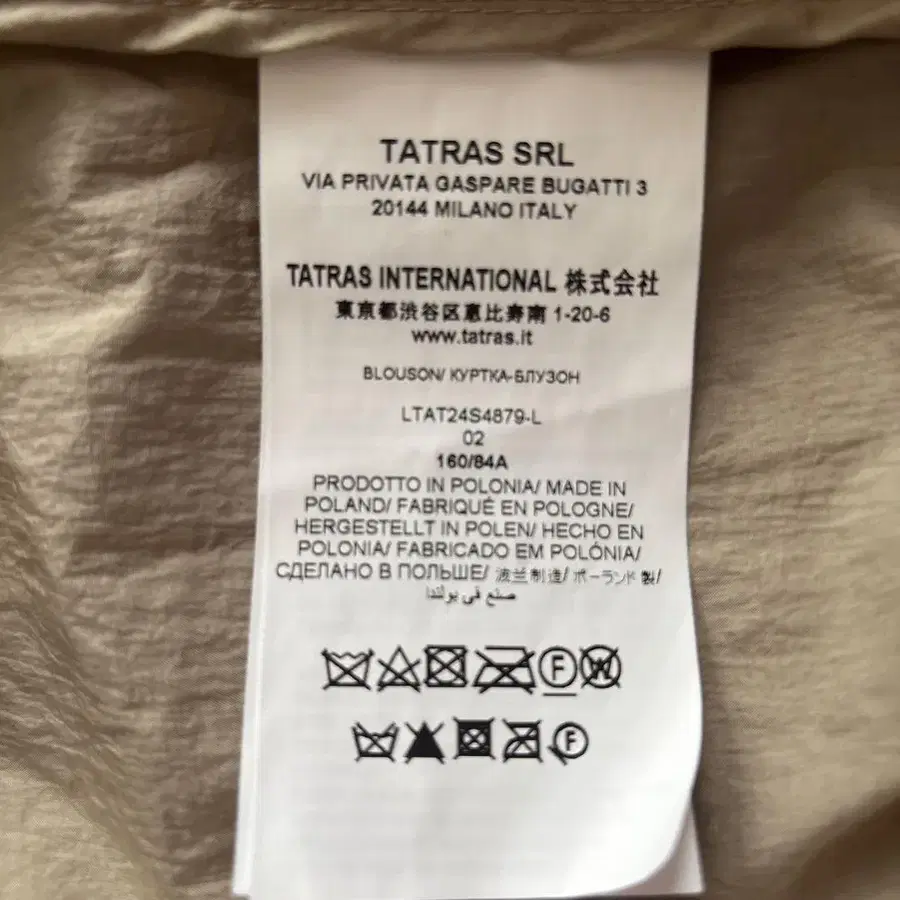 TATRAS SRL
VIA PRIVATA GASPARE BUGATTI 3
20144 MILANO ITALY
TATRAS INTERNATIONAL 株式会社
東京都渋谷区恵比寿南 1-20-6
www.tatras.it
BLOUSON/ КУРТКА-БЛУЗОН
LTAT24S4879-L
02
160/84A
PRODOTTO IN POLONIA/ MADE IN
POLAND/ FABRIQUÉ EN POLOGNE/
HERGESTELLT IN POLEN/ HECHO EN
POLONIA/ FABRICADO EM POLÓNIA/
СДЕЛАНО В ПОЛЬШЕ/ 波兰制造/ ポーランド 製/
صنع في بولندا
F W
F